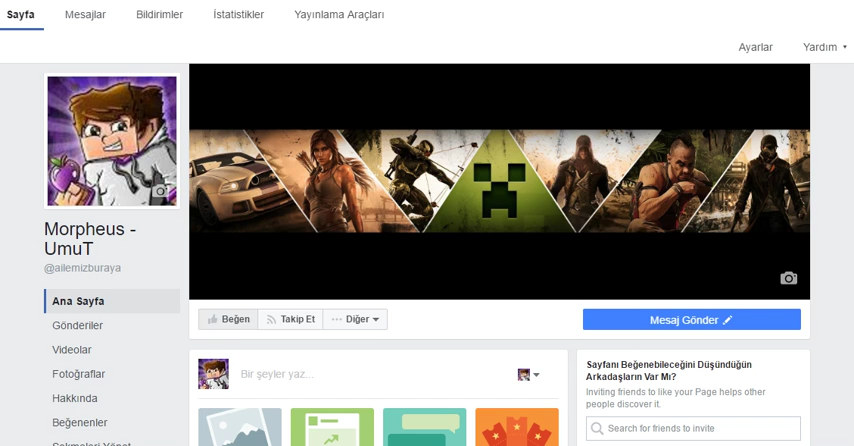 Sayfa Mesajlar Bildirimler İstatistikler Yayınlama Araçları
Ayarlar Yardım
Morpheus -
UmuT
@ailemizburaya
Ana Sayfa
Gönderiler
Videolar
Fotoğraflar
Hakkında
Beğenenler
Sekmeleri Yönet
Beğen Takip Et Diğer
Mesaj Gönder
Bir şeyler yaz...
Sayfanı Beğenebileceğini Düşündüğün
Arkadaşların Var Mı?
Inviting friends to like your Page helps other
people discover it.
Search for friends to invite